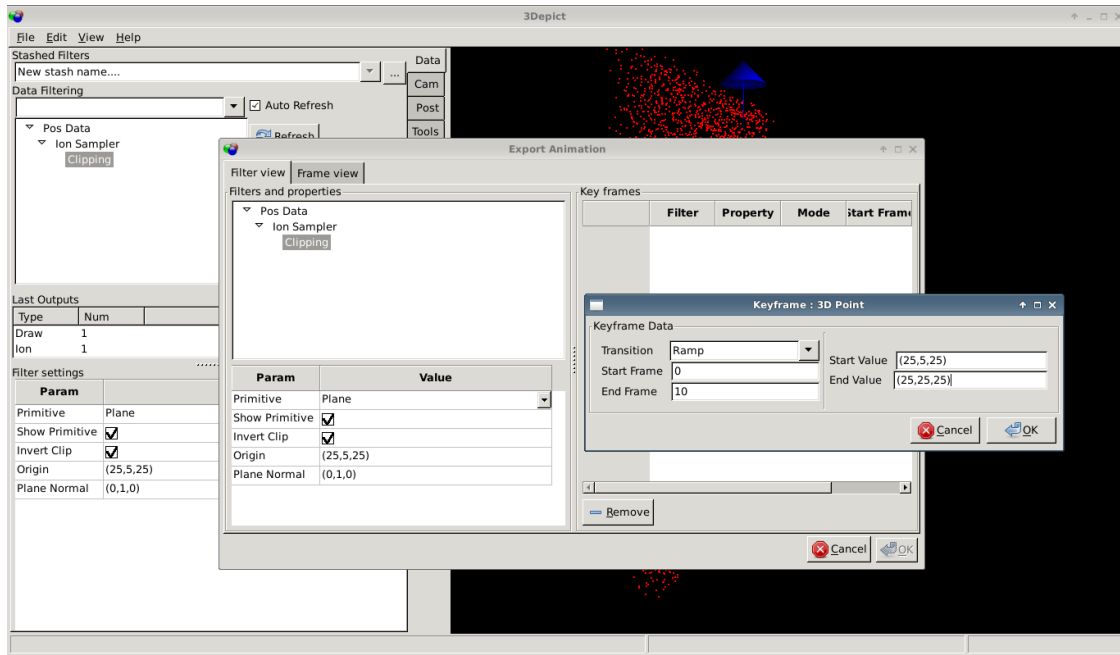 3Depict
File Edit View Help
Stashed Filters
New stash name....
...
Data
Cam
Post
Tools
Data Filtering
Auto Refresh
Refresh
Pos Data
Ion Sampler
Clipping
Last Outputs
Type Num
Draw 1
Ion 1
Filter settings
Param
Primitive Plane
Show Primitive
Invert Clip
Origin (25,5,25)
Plane Normal (0,1,0)
Export Animation
Filter view Frame view
Filters and properties
Pos Data
Ion Sampler
Clipping
Param Value
Primitive Plane
Show Primitive
Invert Clip
Origin (25,5,25)
Plane Normal (0,1,0)
Key frames
Filter Property Mode Start Frame
Remove
Cancel OK
Keyframe : 3D Point
Keyframe Data
Transition Ramp
Start Frame 0
End Frame 10
Start Value (25,5,25)
End Value (25,25,25)
Cancel OK